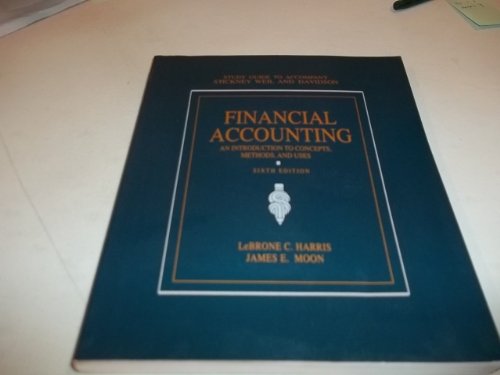 STUDY GUIDE TO ACCOMPANY
STICKNEY WEIL AND DAVIDSON
FINANCIAL
ACCOUNTING
AN INTRODUCTION TO CONCEPTS,
METHODS, AND USES
SIXTH EDITION
LEBRONE C. HARRIS
JAMES E. MOON